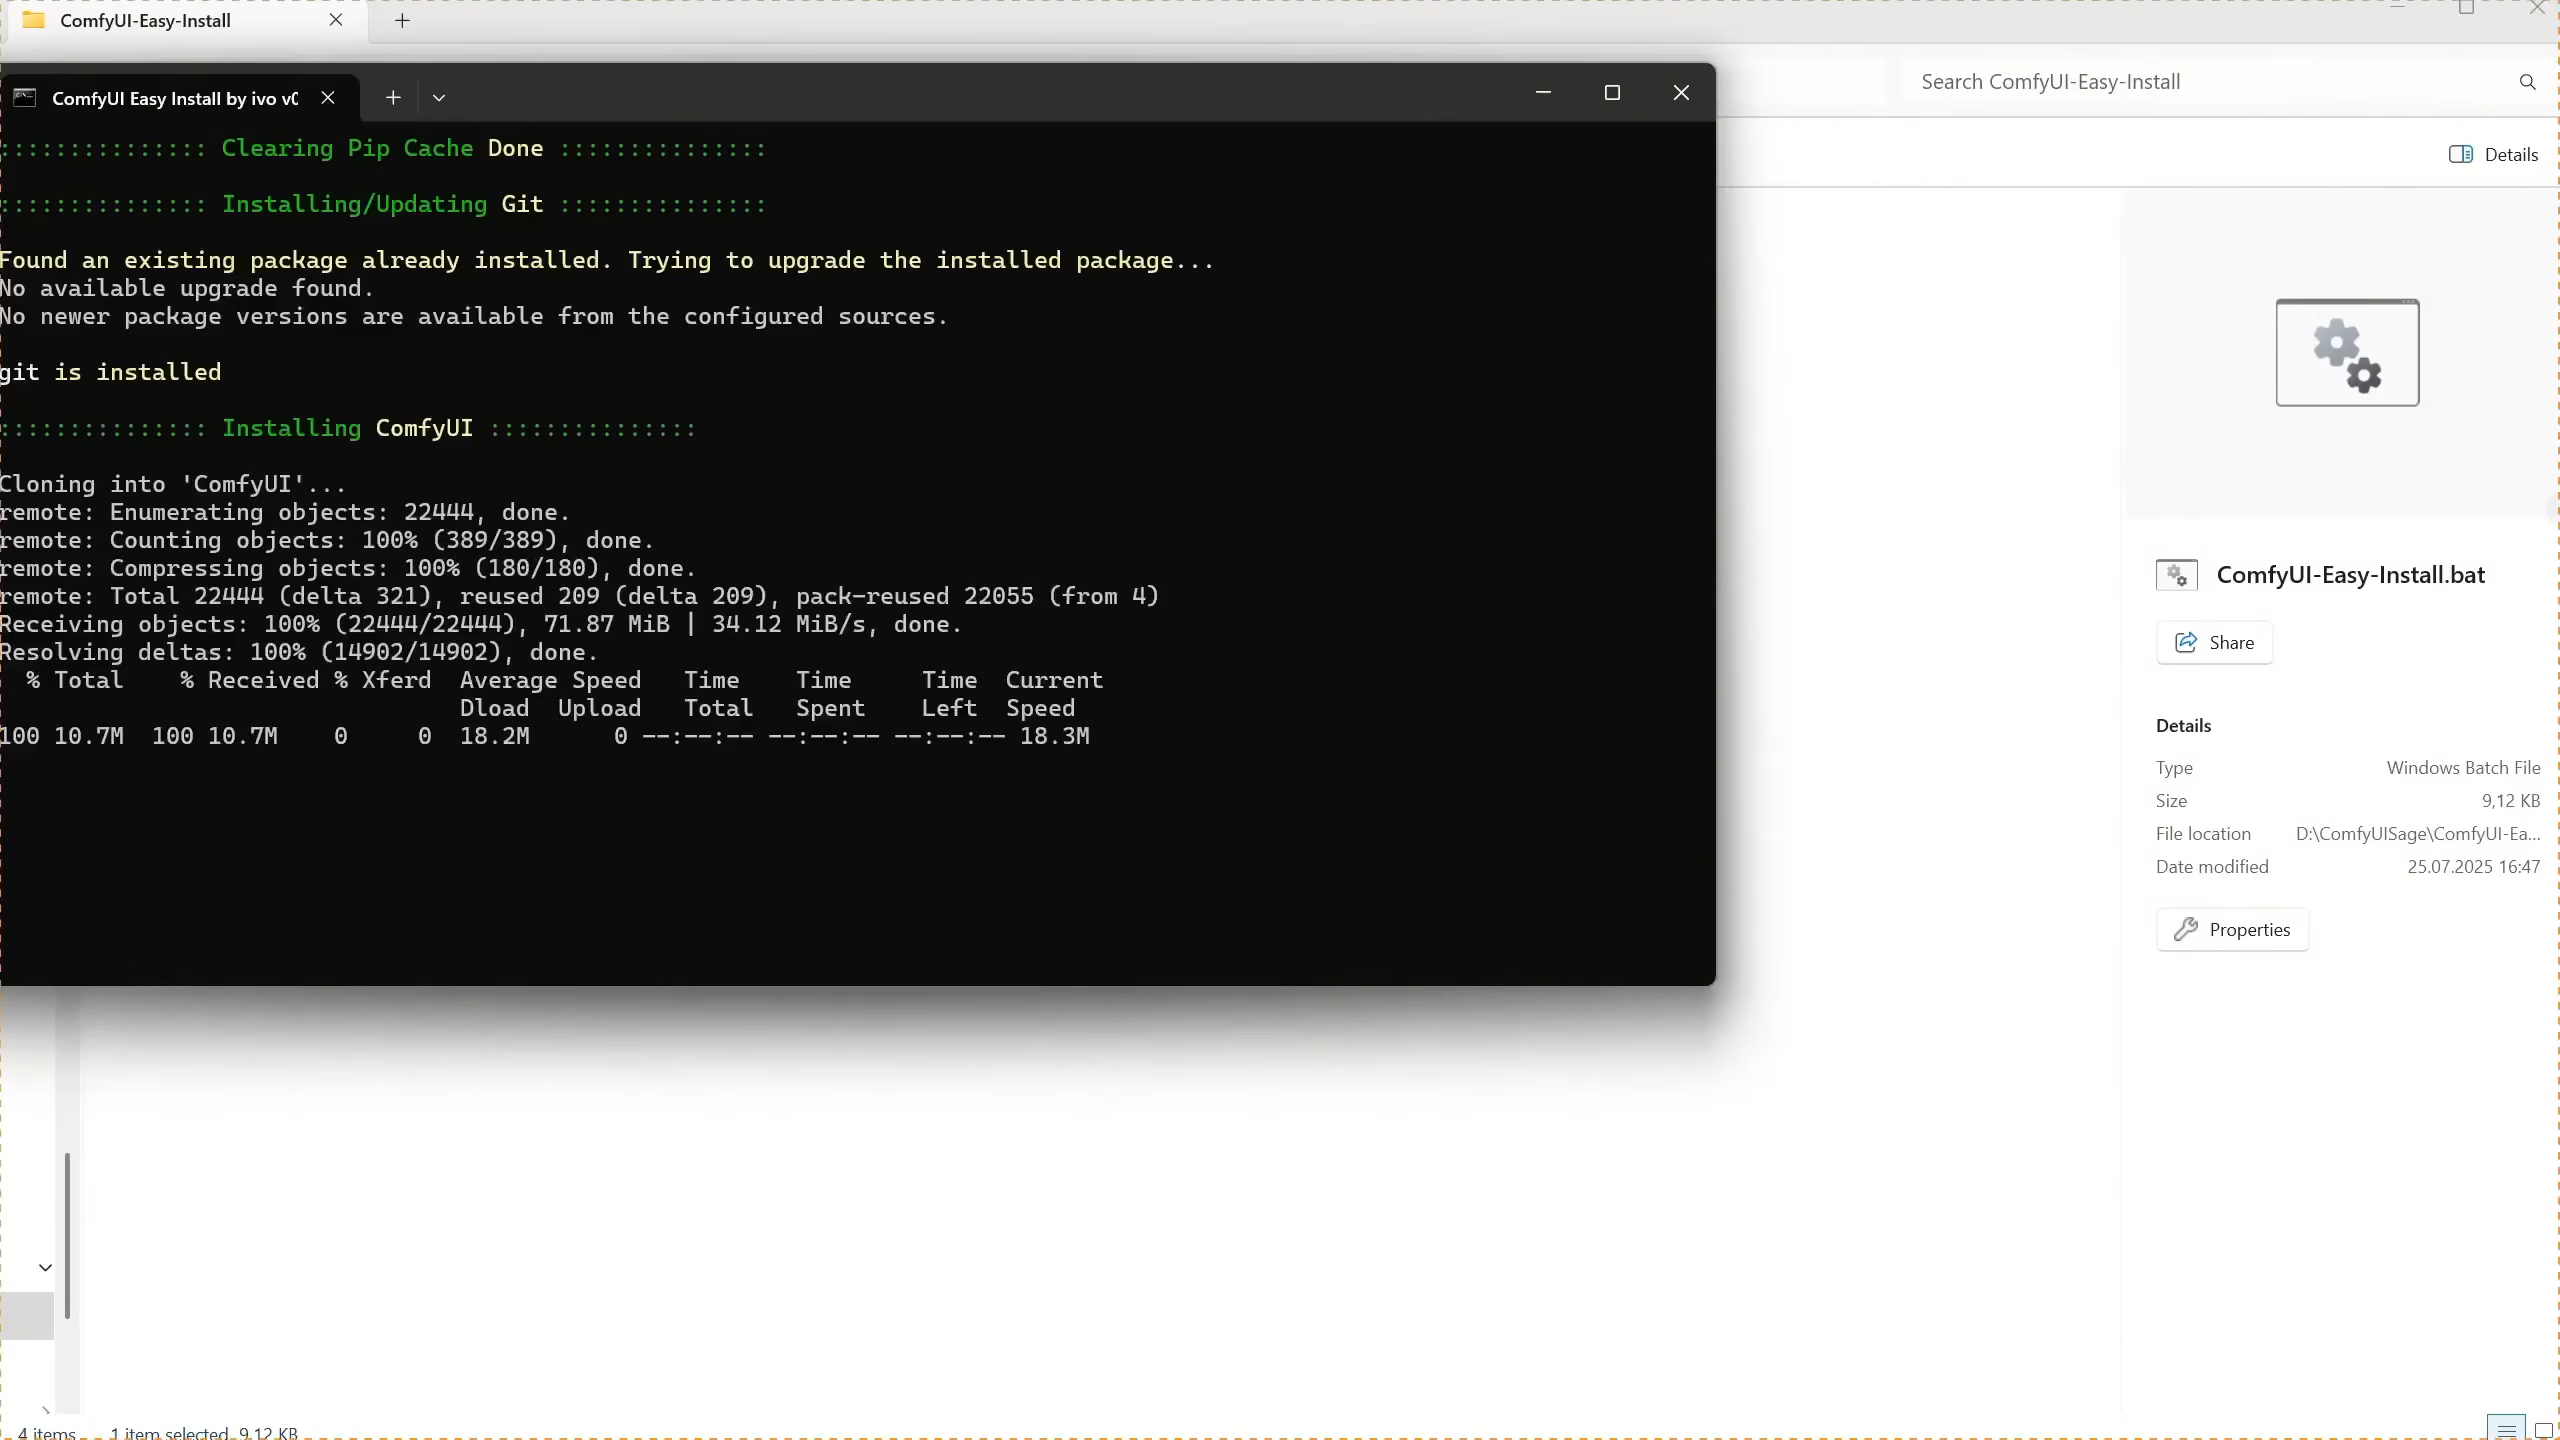 ComfyUI-Easy-Install
Search ComfyUI-Easy-Install
ComfyUI Easy Install by ivo v0
Details
::::::::::::::: Clearing Pip Cache Done :::::::::::::::
::::::::::::::: Installing/Updating Git :::::::::::::::
Found an existing package already installed. Trying to upgrade the installed package...
No available upgrade found.
No newer package versions are available from the configured sources.
git is installed
::::::::::::::: Installing ComfyUI :::::::::::::::
Cloning into 'ComfyUI'...
remote: Enumerating objects: 22444, done.
remote: Counting objects: 100% (389/389), done.
remote: Compressing objects: 100% (180/180), done.
remote: Total 22444 (delta 321), reused 209 (delta 209), pack-reused 22055 (from 4)
Receiving objects: 100% (22444/22444), 71.87 MiB | 34.12 MiB/s, done.
Resolving deltas: 100% (14902/14902), done.
% Total % Received % Xferd Average Speed Time Time Time Current
Dload Upload Total Spent Left Speed
100 10.7M 100 10.7M 0 0 18.2M 0 --:--:-- --:--:-- --:--:-- 18.3M
ComfyUI-Easy-Install.bat
Share
Details
Type Windows Batch File
Size 9,12 KB
File location D:\ComfyUISage\ComfyUI-Ea...
Date modified 25.07.2025 16:47
Properties
4 items 1 item selected 9,12 KB